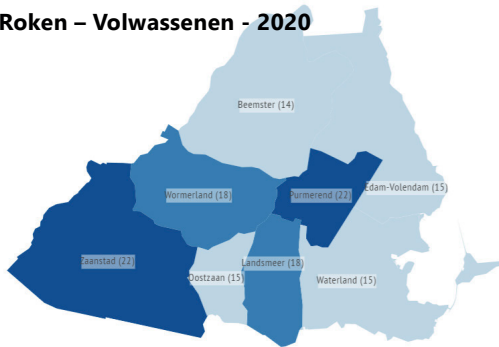 Roken – Volwassenen - 2020
Beemster (14)
Wormerland (18)
Purmerend (22)
Edam-Volendam (15)
Zaanstad (22)
Oostzaan (15)
Landsmeer (18)
Waterland (15)